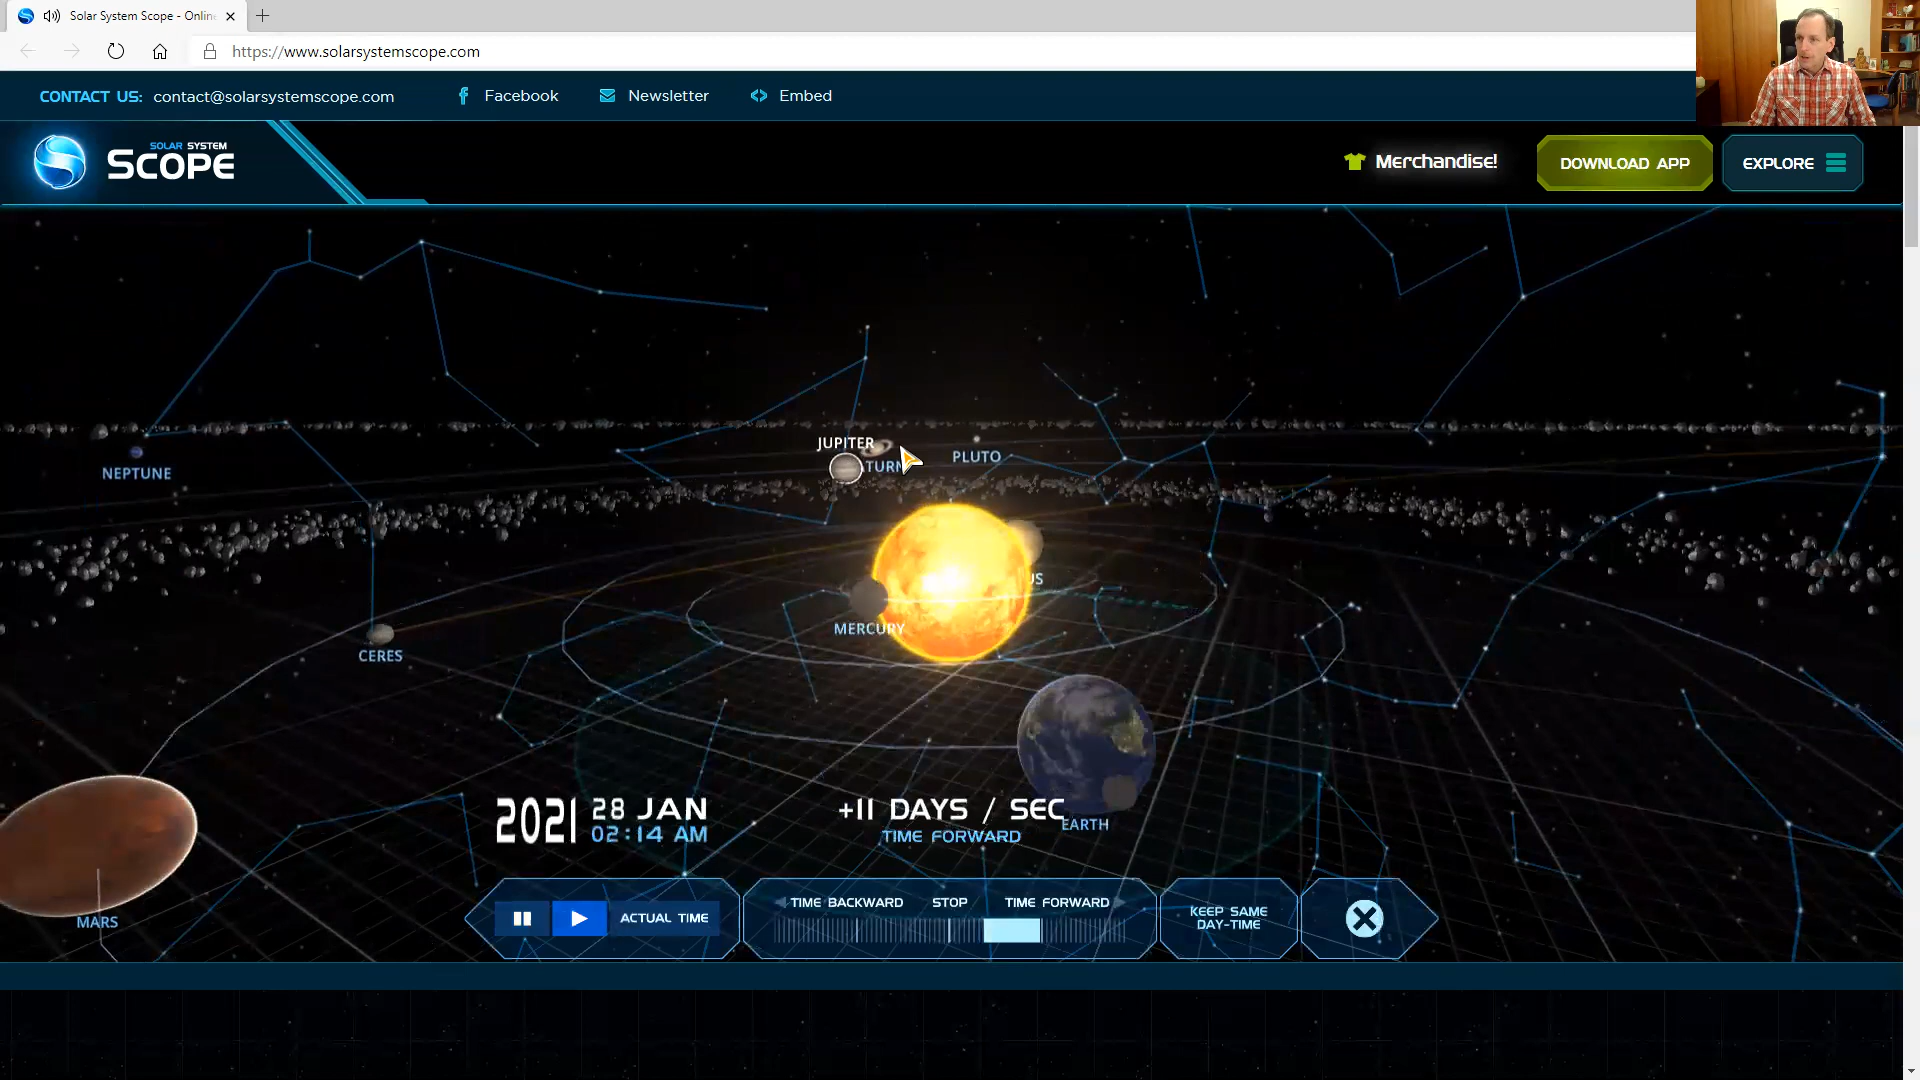 Solar System Scope - Onlin
https://www.solarsystemscope.com
CONTACT US: contact@solarsystemscope.com
Facebook
Newsletter
Embed
SOLAR SYSTEM
SCOPE
Merchandise!
DOWNLOAD APP
EXPLORE
JUPITER
TURN
PLUTO
NEPTUNE
US
MERCURY
CERES
EARTH
MARS
2021 28 JAN
02:14 AM
+11 DAYS / SEC
TIME FORWARD
ACTUAL TIME
TIME BACKWARD
STOP
TIME FORWARD
KEEP SAME
DAY-TIME